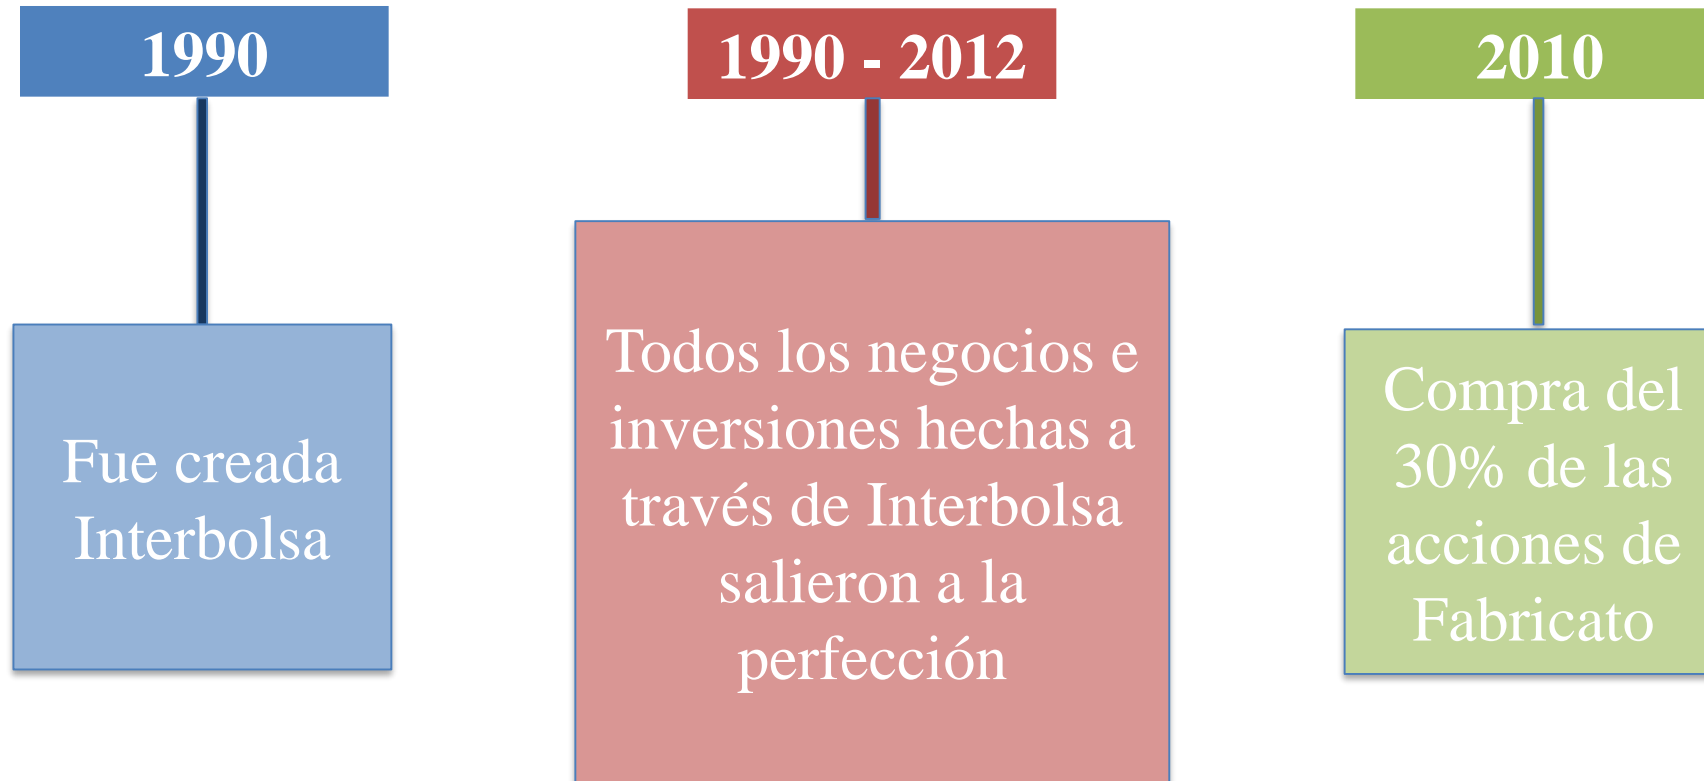 1990
Fue creada
Interbolsa
1990 - 2012
Todos los negocios e
inversiones hechas a
través de Interbolsa
salieron a la
perfección
2010
Compra del
30% de las
acciones de
Fabricato